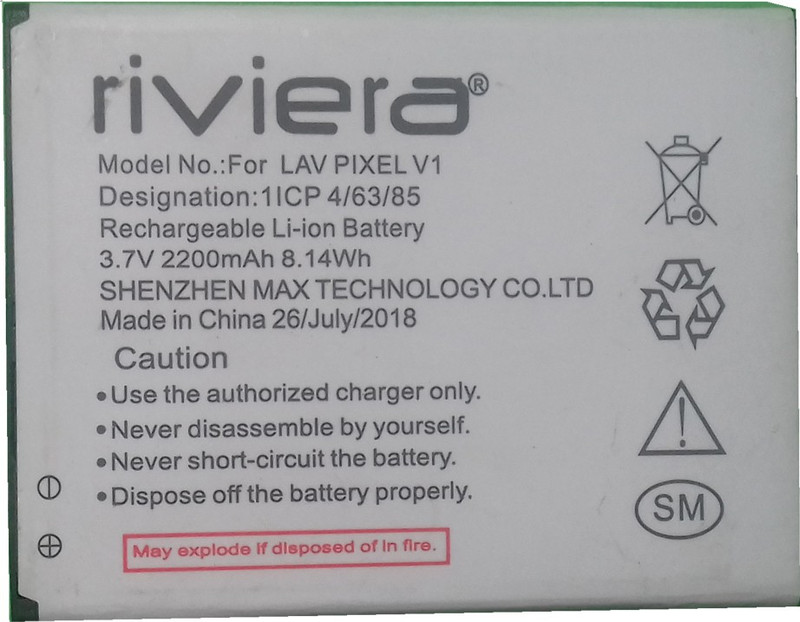 riviera®
Model No.:For LAV PIXEL V1
Designation:1ICP 4/63/85
Rechargeable Li-ion Battery
3.7V 2200mAh 8.14Wh
SHENZHEN MAX TECHNOLOGY CO.LTD
Made in China 26/July/2018
Caution
•Use the authorized charger only.
•Never disassemble by yourself.
•Never short-circuit the battery.
•Dispose off the battery properly.
May explode if disposed of in fire.
SM